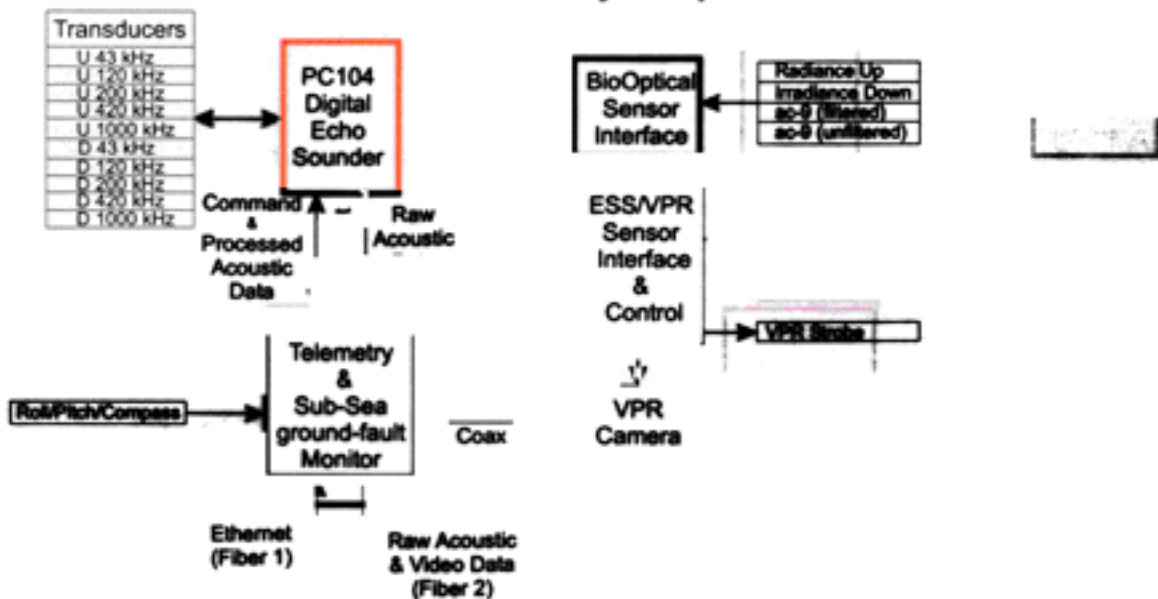 Transducers
U 43 kHz
U 120 kHz
U 200 kHz
U 420 kHz
U 1000 kHz
D 43 kHz
D 120 kHz
D 200 kHz
D 420 kHz
D 1000 kHz
PC104
Digital
Echo
Sounder
Command
&
Processed
Acoustic
Data
Raw
Acoustic
BioOptical
Sensor
Interface
Radiance Up
Irradiance Down
ac-9 (filtered)
ac-9 (unfiltered)
ESS/VPR
Sensor
Interface
&
Control
VPR Strobe
VPR
Camera
Roll/Pitch/Compass
Telemetry
&
Sub-Sea
ground-fault
Monitor
Coax
Ethernet
(Fiber 1)
Raw Acoustic
& Video Data
(Fiber 2)